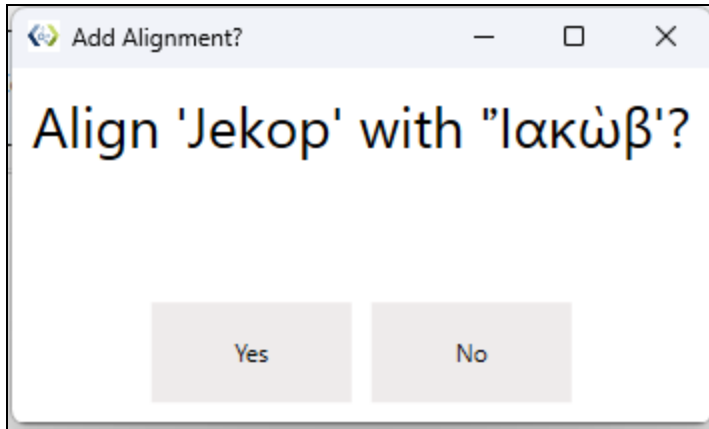 Add Alignment?
Align 'Jekop' with 'Ἰακὼβ'?
Yes
No